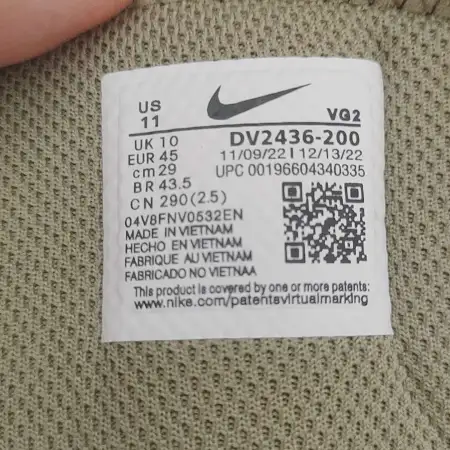 US
11
VG2
UK 10
DV2436-200
EUR 45
11/09/22 I 12/13/22
cm 29
UPC 00196604340335
BR 43.5
CN 290(2.5)
04V8FNV0532EN
MADE IN VIETNAM
HECHO EN VIETNAM
FABRIQUE AU VIETNAM
FABRICADO NO VIETNAA
This product is covered by one or more patents:
www.nike.com/patentsvirtualmarking